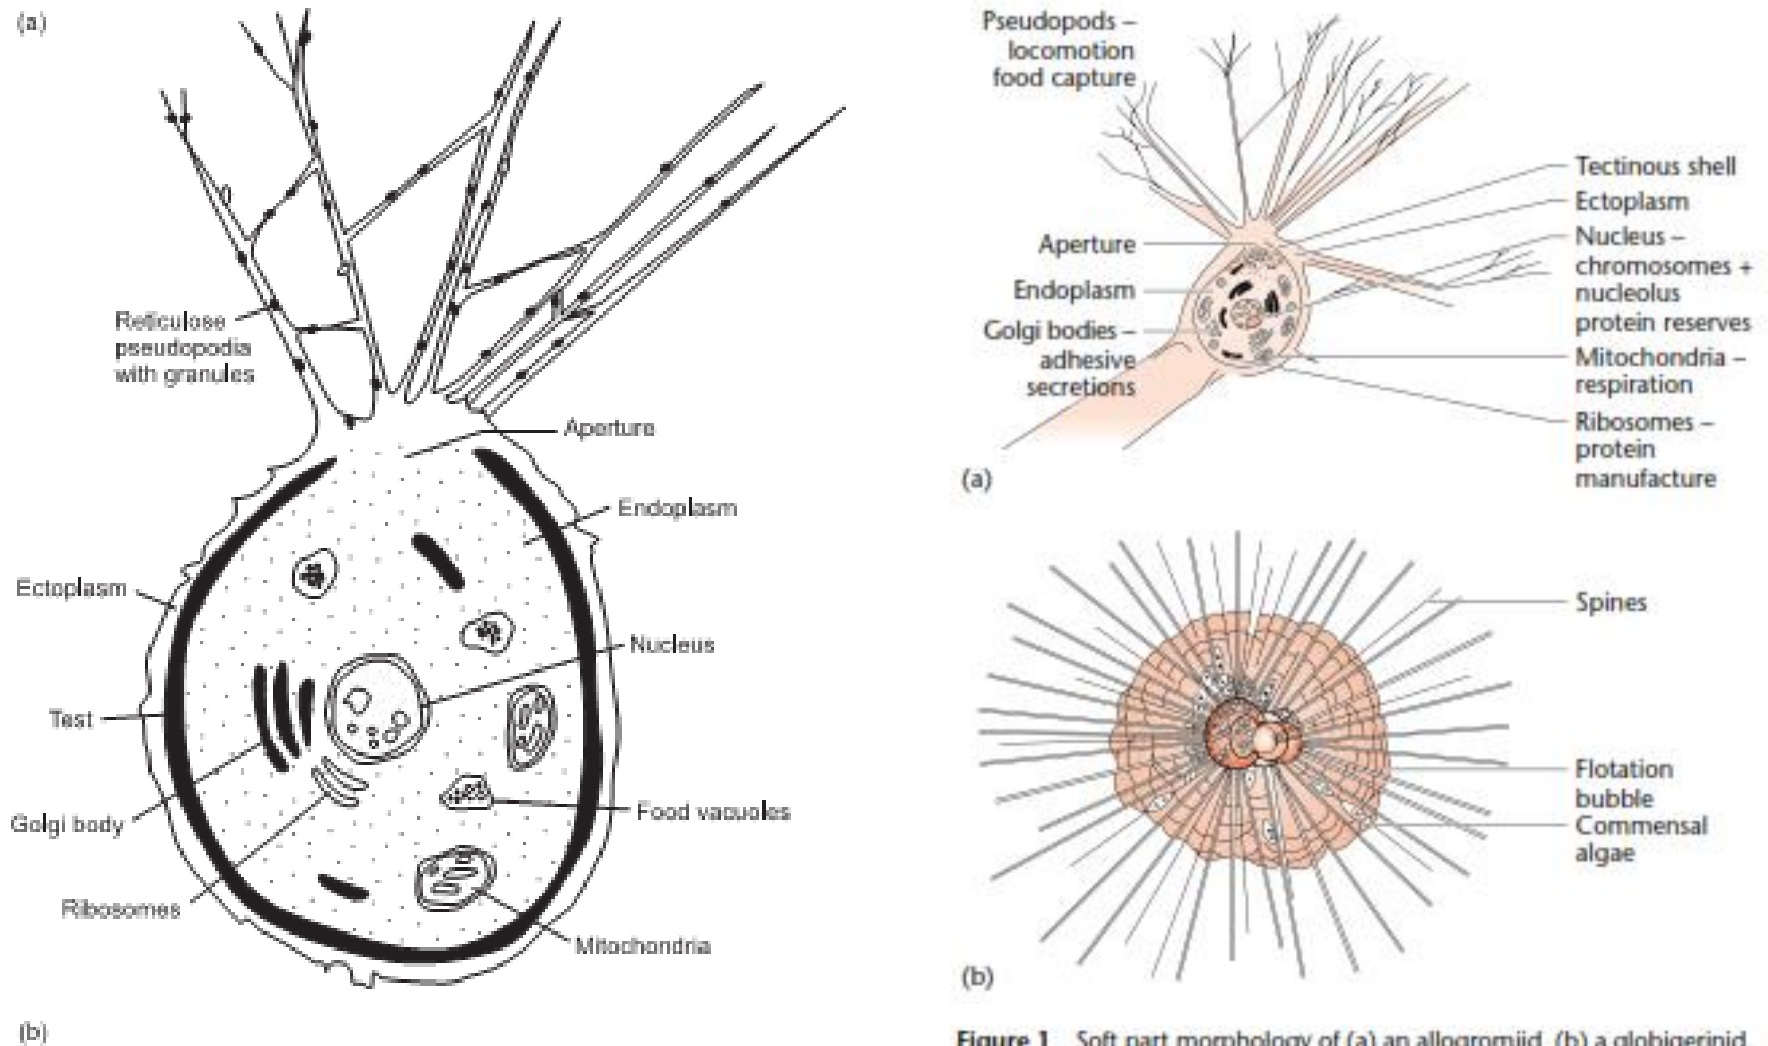 (a)
Reticulose
pseudopodia
with granules
Aperture
Endoplasm
Ectoplasm
Nucleus
Test
Food vacuoles
Golgi body
Ribosomes
Mitochondria
(b)
Pseudopods –
locomotion
food capture
Aperture
Endoplasm
Golgi bodies –
adhesive
secretions
Tectinous shell
Ectoplasm
Nucleus –
chromosomes +
nucleolus
protein reserves
Mitochondria –
respiration
Ribosomes –
protein
manufacture
(a)
Spines
Flotation
bubble
Commensal
algae
(b)
Figure 1 Soft part morphology of (a) an allogromiid, (b) a globigerinid.